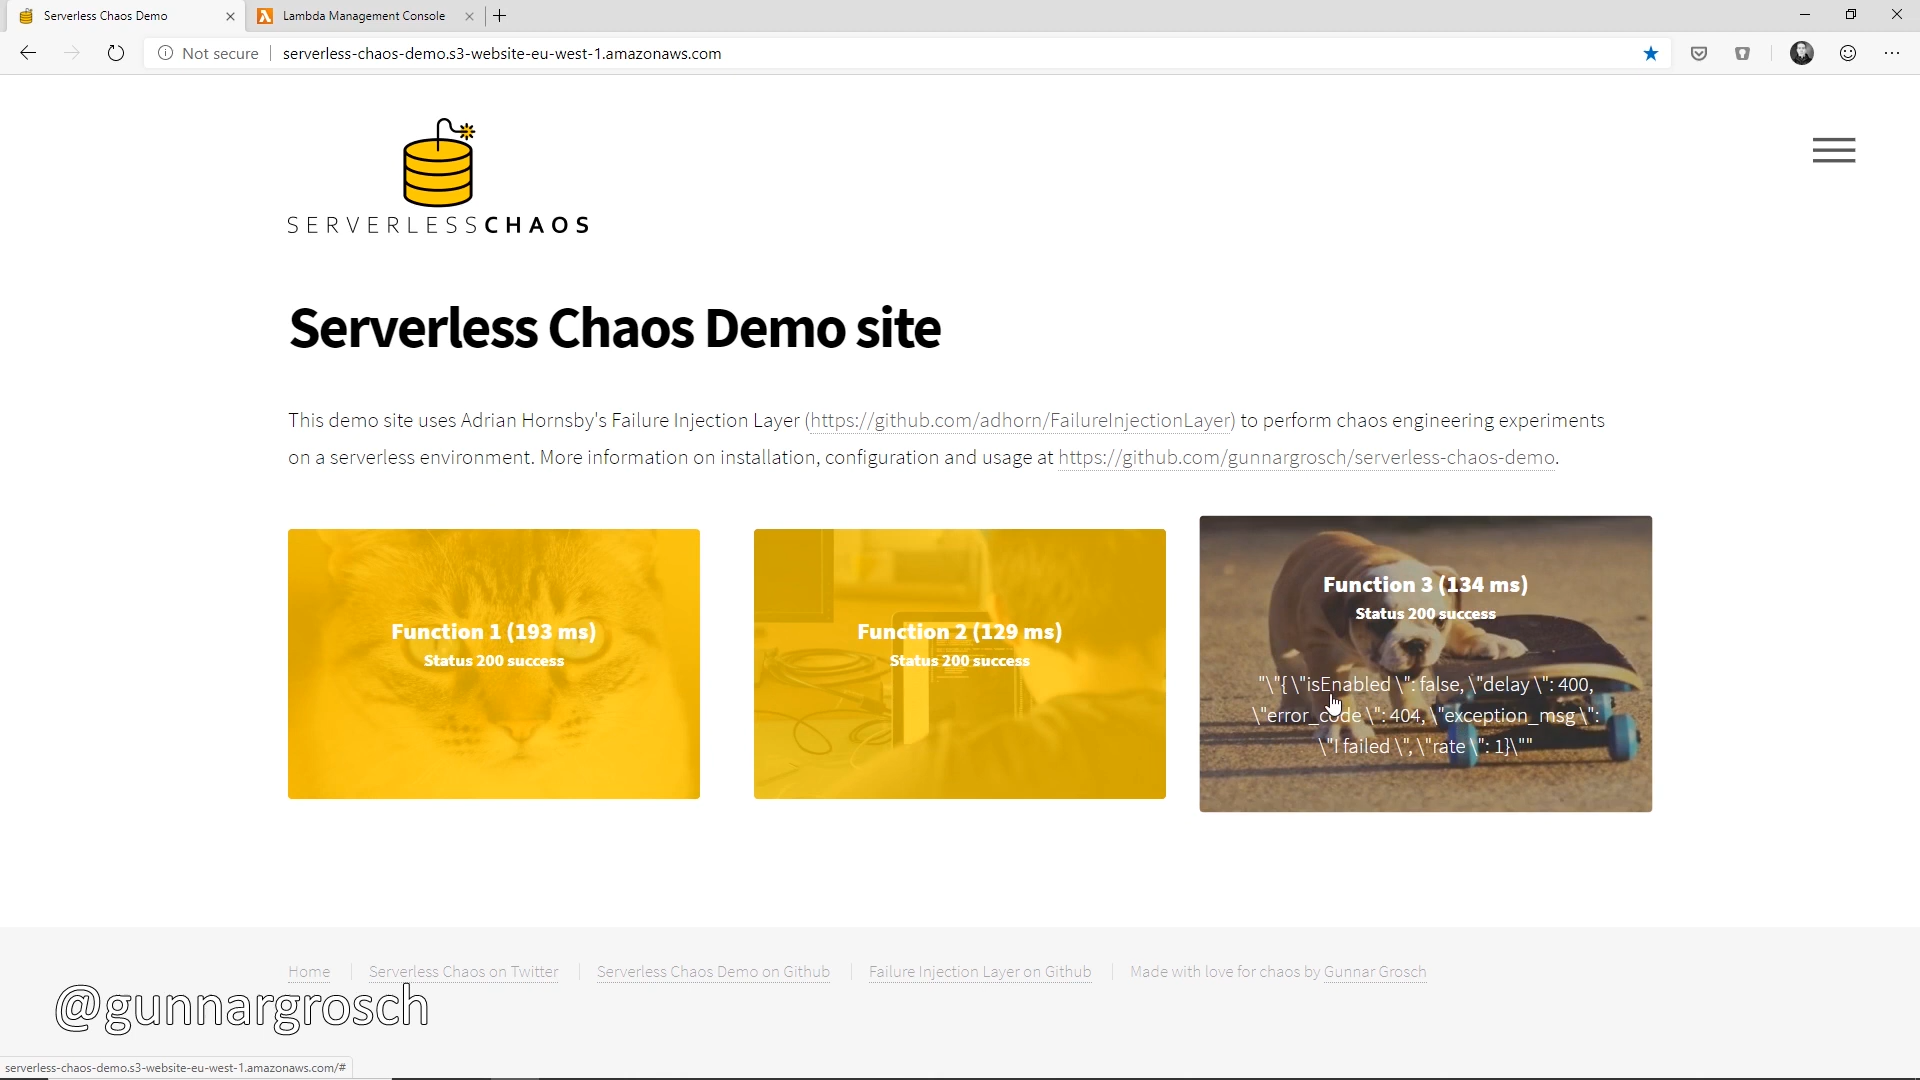 Serverless Chaos Demo
Lambda Management Console
Not secure
serverless-chaos-demo.s3-website-eu-west-1.amazonaws.com
SERVERLESSCHAOS
Serverless Chaos Demo site
This demo site uses Adrian Hornsby's Failure Injection Layer (https://github.com/adhorn/FailureInjectionLayer) to perform chaos engineering experiments
on a serverless environment. More information on installation, configuration and usage at https://github.com/gunnargrosch/serverless-chaos-demo.
Function 1 (193 ms)
Status 200 success
Function 2 (129 ms)
Status 200 success
Function 3 (134 ms)
Status 200 success
"\"{ \"isEnabled \": false, \"delay \": 400,
\"error_code \": 404, \"exception_msg \":
\"I failed \", \"rate \": 1}\""
Home
Serverless Chaos on Twitter
Serverless Chaos Demo on Github
Failure Injection Layer on Github
Made with love for chaos by Gunnar Grosch
@gunnargrosch
serverless-chaos-demo.s3-website-eu-west-1.amazonaws.com/#